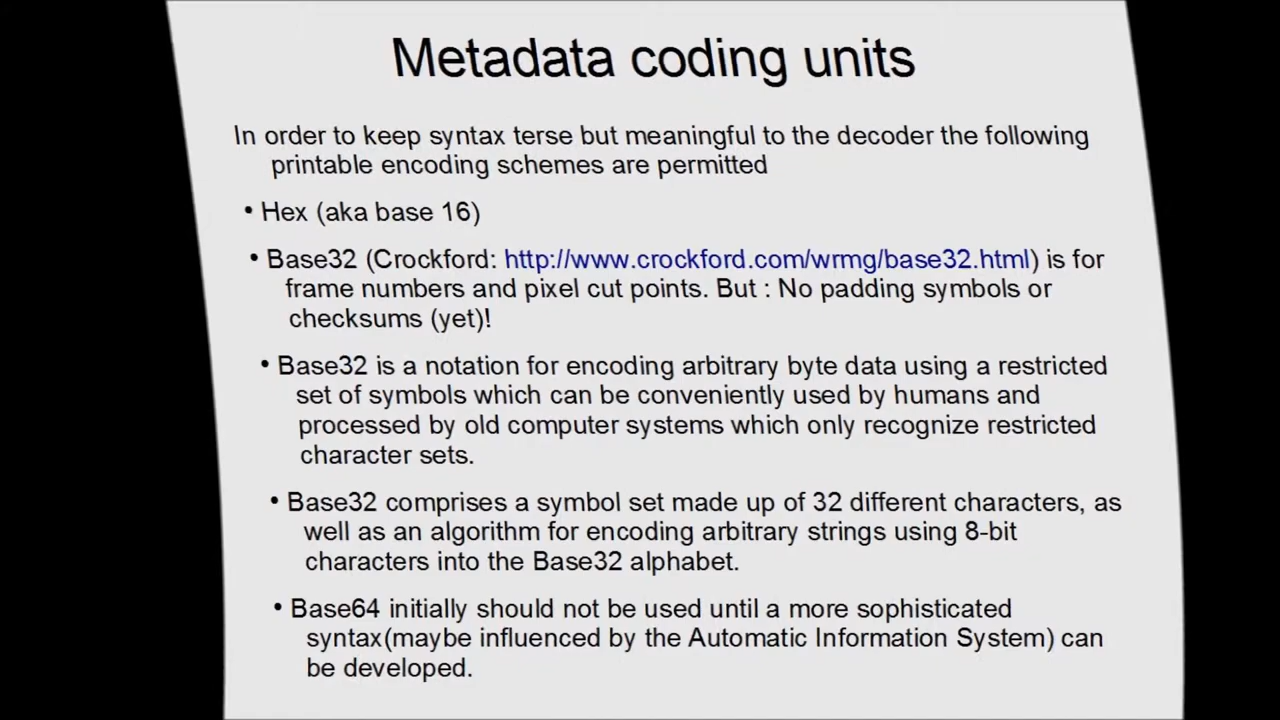 Metadata coding units
In order to keep syntax terse but meaningful to the decoder the following
printable encoding schemes are permitted
• Hex (aka base 16)
• Base32 (Crockford: http://www.crockford.com/wrmg/base32.html) is for
frame numbers and pixel cut points. But : No padding symbols or
checksums (yet)!
• Base32 is a notation for encoding arbitrary byte data using a restricted
set of symbols which can be conveniently used by humans and
processed by old computer systems which only recognize restricted
character sets.
• Base32 comprises a symbol set made up of 32 different characters, as
well as an algorithm for encoding arbitrary strings using 8-bit
characters into the Base32 alphabet.
• Base64 initially should not be used until a more sophisticated
syntax(maybe influenced by the Automatic Information System) can
be developed.